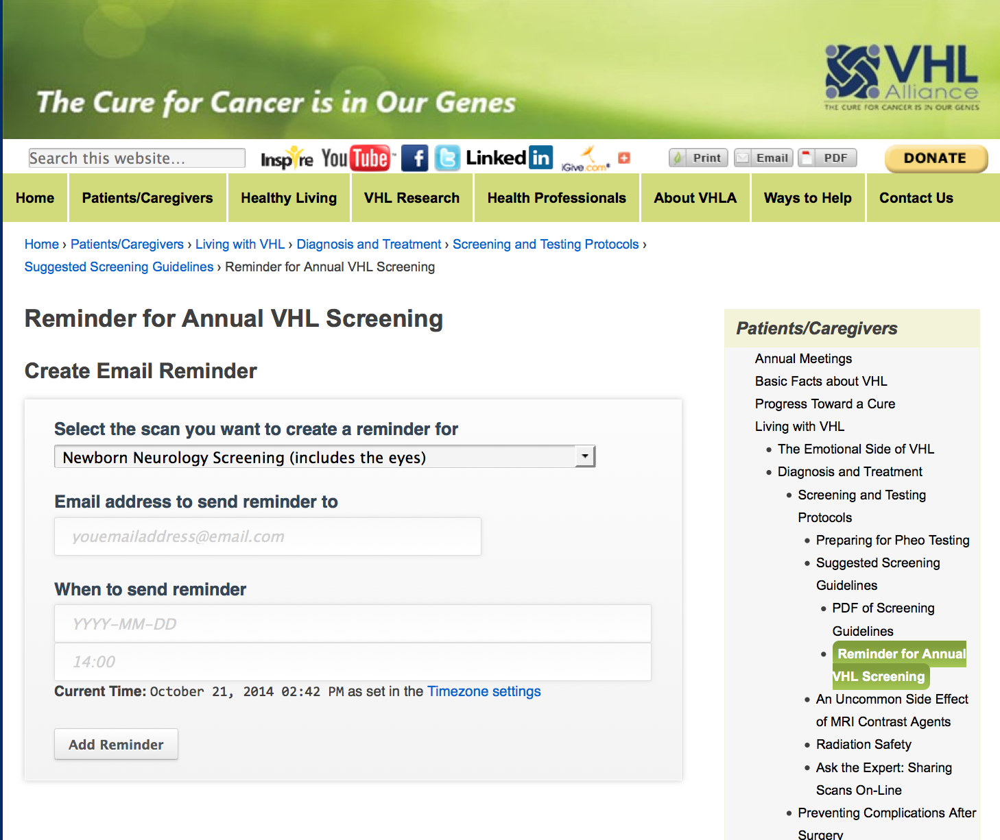 The Cure for Cancer is in Our Genes
VHL
Alliance
THE CURE FOR CANCER IS IN OUR GENES
Search this website...
Inspire
YouTube
f
t
Linked in
iGive.com
Print
Email
PDF
DONATE
Home
Patients/Caregivers
Healthy Living
VHL Research
Health Professionals
About VHLA
Ways to Help
Contact Us
Home › Patients/Caregivers › Living with VHL › Diagnosis and Treatment › Screening and Testing Protocols ›
Suggested Screening Guidelines › Reminder for Annual VHL Screening
Reminder for Annual VHL Screening
Create Email Reminder
Select the scan you want to create a reminder for
Newborn Neurology Screening (includes the eyes)
Email address to send reminder to
youemailaddress@email.com
When to send reminder
YYYY-MM-DD
14:00
Current Time: October 21, 2014 02:42 PM as set in the Timezone settings
Add Reminder
Patients/Caregivers
Annual Meetings
Basic Facts about VHL
Progress Toward a Cure
Living with VHL
• The Emotional Side of VHL
• Diagnosis and Treatment
• Screening and Testing
Protocols
• Preparing for Pheo Testing
• Suggested Screening
Guidelines
• PDF of Screening
Guidelines
• Reminder for Annual
VHL Screening
• An Uncommon Side Effect
of MRI Contrast Agents
• Radiation Safety
• Ask the Expert: Sharing
Scans On-Line
• Preventing Complications After
Surgery